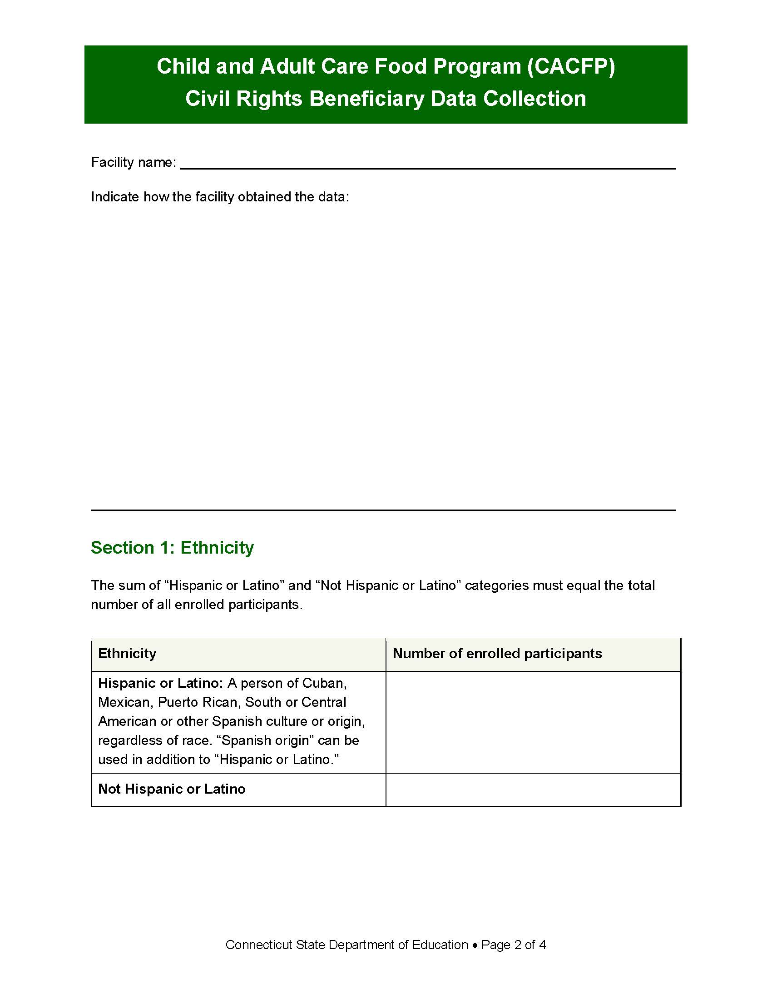 Child and Adult Care Food Program (CACFP)
Civil Rights Beneficiary Data Collection
Facility name:
Indicate how the facility obtained the data:
Section 1: Ethnicity
The sum of “Hispanic or Latino” and “Not Hispanic or Latino” categories must equal the total
number of all enrolled participants.
Ethnicity
Number of enrolled participants
Hispanic or Latino: A person of Cuban,
Mexican, Puerto Rican, South or Central
American or other Spanish culture or origin,
regardless of race. “Spanish origin” can be
used in addition to “Hispanic or Latino.”
Not Hispanic or Latino
Connecticut State Department of Education • Page 2 of 4